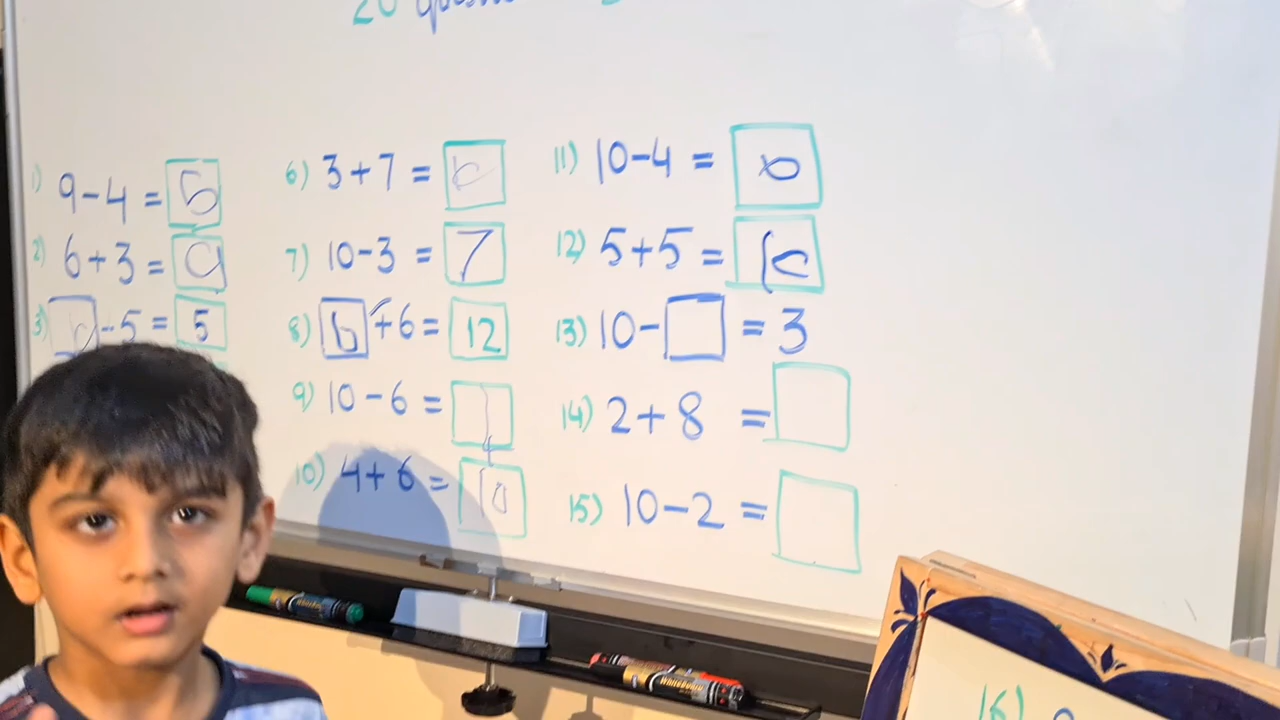 20
1) 9-4 = 5
2) 6+3 = 9
3) -5 = 5
6) 3+7 =
7) 10-3 = 7
8) 6 +6= 12
9) 10-6 =
10) 4+6 = 10
11) 10-4 =
12) 5+5 = 10
13) 10- = 3
14) 2+8 =
15) 10-2 =
16)